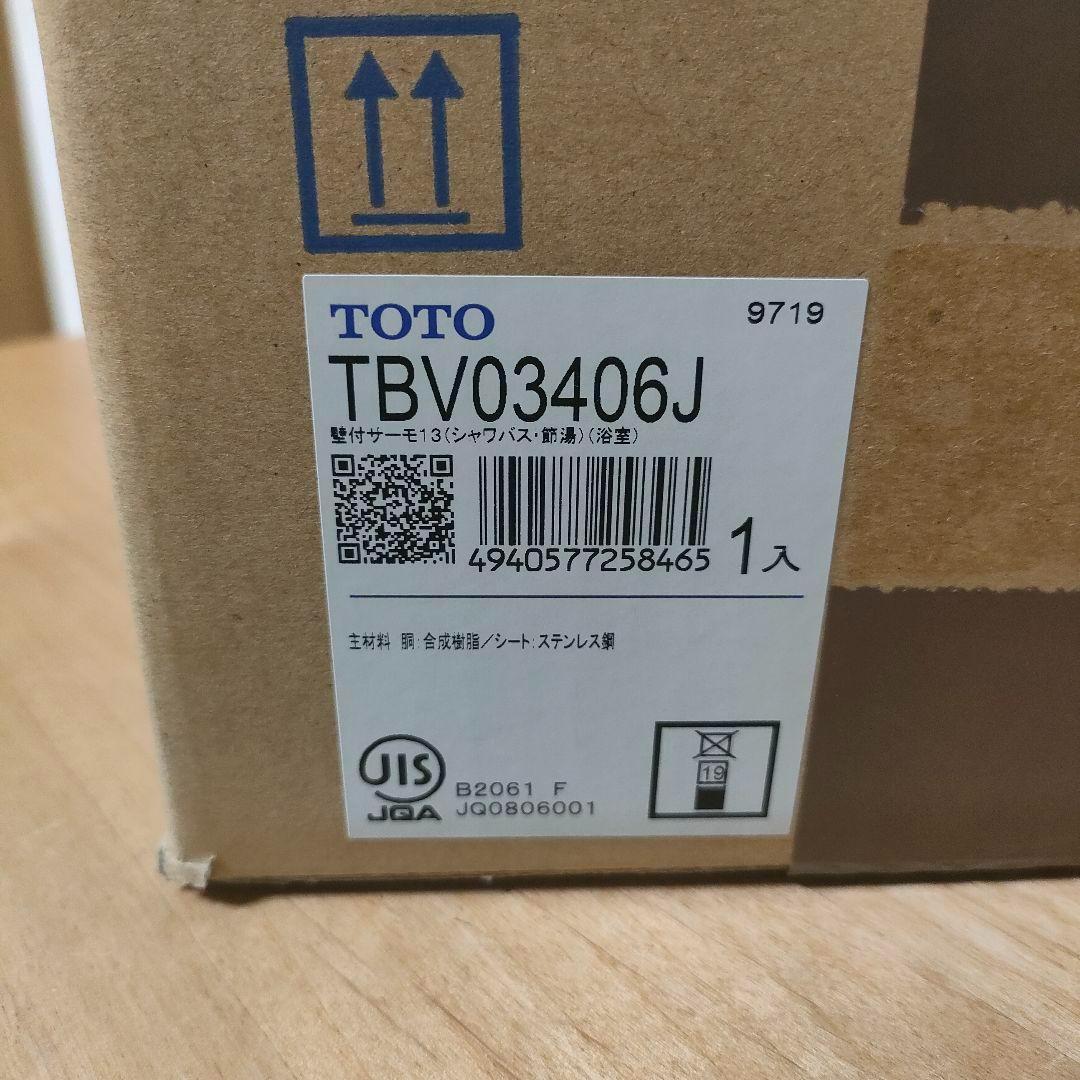 TOTO
9719
TBV03406J
壁付サーモ13(シャワバス・節湯)(浴室)
4940577258465
1入
主材料 胴:合成樹脂/シート:ステンレス鋼
JIS
JQA
B2061 F
JQ0806001
19